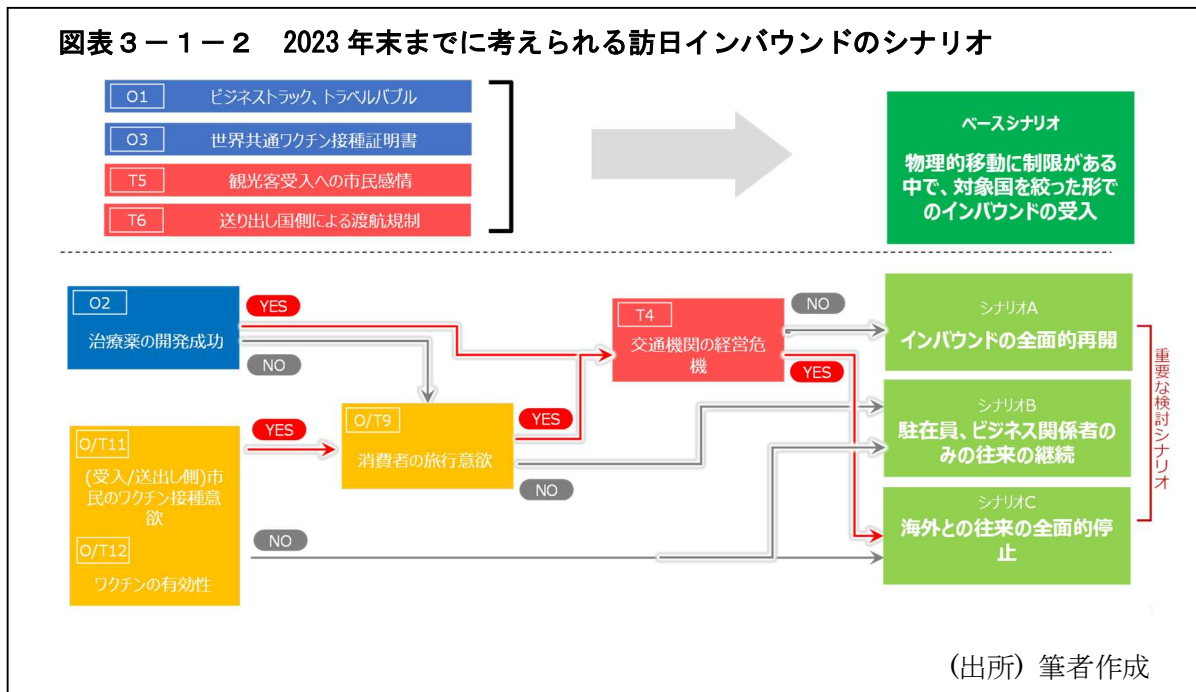 図表3－1－2 2023年末までに考えられる訪日インバウンドのシナリオ
O1 ビジネストラック、トラベルバブル
O3 世界共通ワクチン接種証明書
T5 観光客受入への市民感情
T6 送り出し国側による渡航規制
ベースシナリオ
物理的移動に制限がある
中で、対象国を絞った形で
のインバウンドの受入
O2
治療薬の開発成功
YES
NO
O/T11
(受入/送出し側)市
民のワクチン接種意
欲
O/T12
ワクチンの有効性
YES
NO
O/T9
消費者の旅行意欲
YES
NO
T4
交通機関の経営危
機
NO
YES
シナリオA
インバウンドの全面的再開
シナリオB
駐在員、ビジネス関係者の
みの往来の継続
シナリオC
海外との往来の全面的停
止
重要な検討シナリオ
(出所) 筆者作成